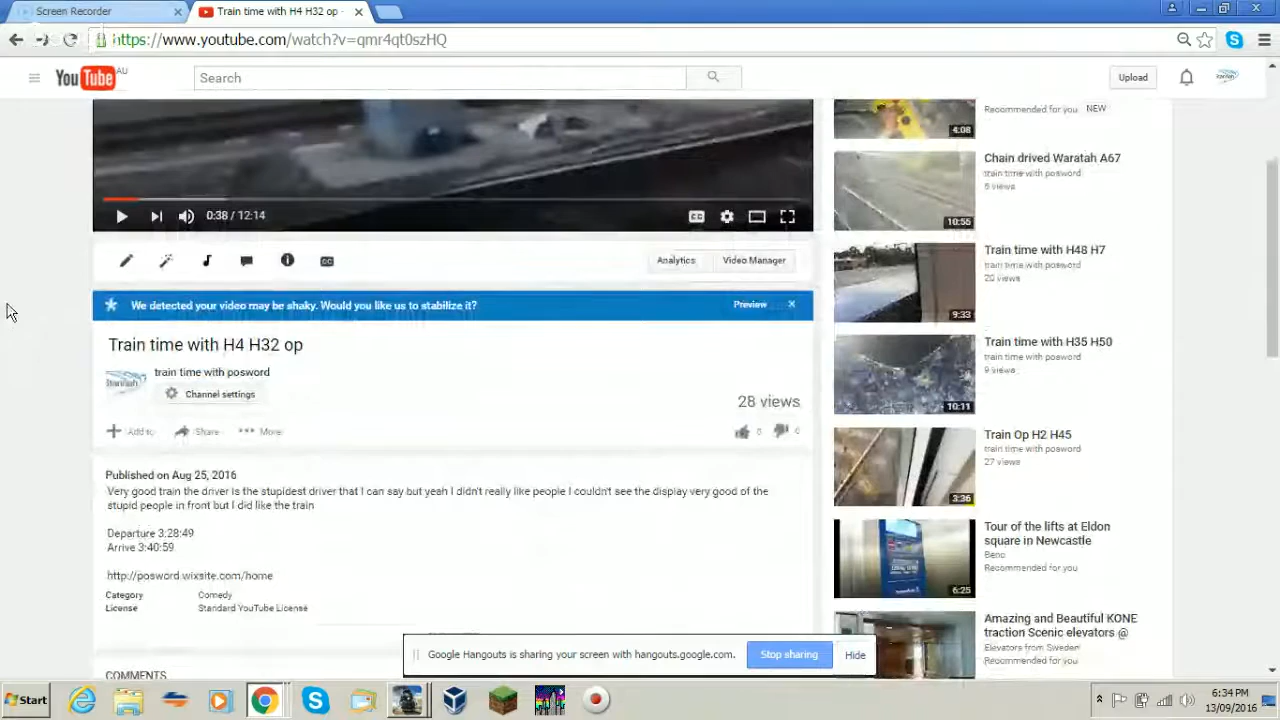 Screen Recorder
Train time with H4 H32 op -
https://www.youtube.com/watch?v=qmr4qt0szHQ
YouTube AU
Search
Upload
Recommended for you NEW
4:08
Chain drived Waratah A67
train time with posword
6 views
10:55
0:38 / 12:14
CC
Analytics
Video Manager
Train time with H48 H7
train time with posword
20 views
9:33
We detected your video may be shaky. Would you like us to stabilize it?
Preview
Train time with H4 H32 op
train time with posword
Channel settings
28 views
Train time with H35 H50
train time with posword
9 views
10:11
Add to
Share
More
0
0
Train Op H2 H45
train time with posword
27 views
3:36
Published on Aug 25, 2016
Very good train the driver is the stupidest driver that I can say but yeah I didn't really like people I couldn't see the display very good of the
stupid people in front but I did like the train
Departure 3:28:49
Arrive 3:40:59
http://posword.wixsite.com/home
Category Comedy
License Standard YouTube License
Tour of the lifts at Eldon
square in Newcastle
Beno
Recommended for you
6:25
Amazing and Beautiful KONE
traction Scenic elevators @
Elevators from Sweden
Recommended for you
Google Hangouts is sharing your screen with hangouts.google.com.
Stop sharing
Hide
COMMENTS
Start
6:34 PM
13/09/2016